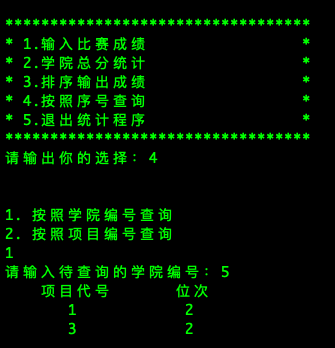 **********************************
* 1.输入比赛成绩 *
* 2.学院总分统计 *
* 3.排序输出成绩 *
* 4.按照序号查询 *
* 5.退出统计程序 *
**********************************
请输出你的选择: 4
1. 按照学院编号查询
2. 按照项目编号查询
1
请输入待查询的学院编号: 5
项目代号 位次
1 2
3 2